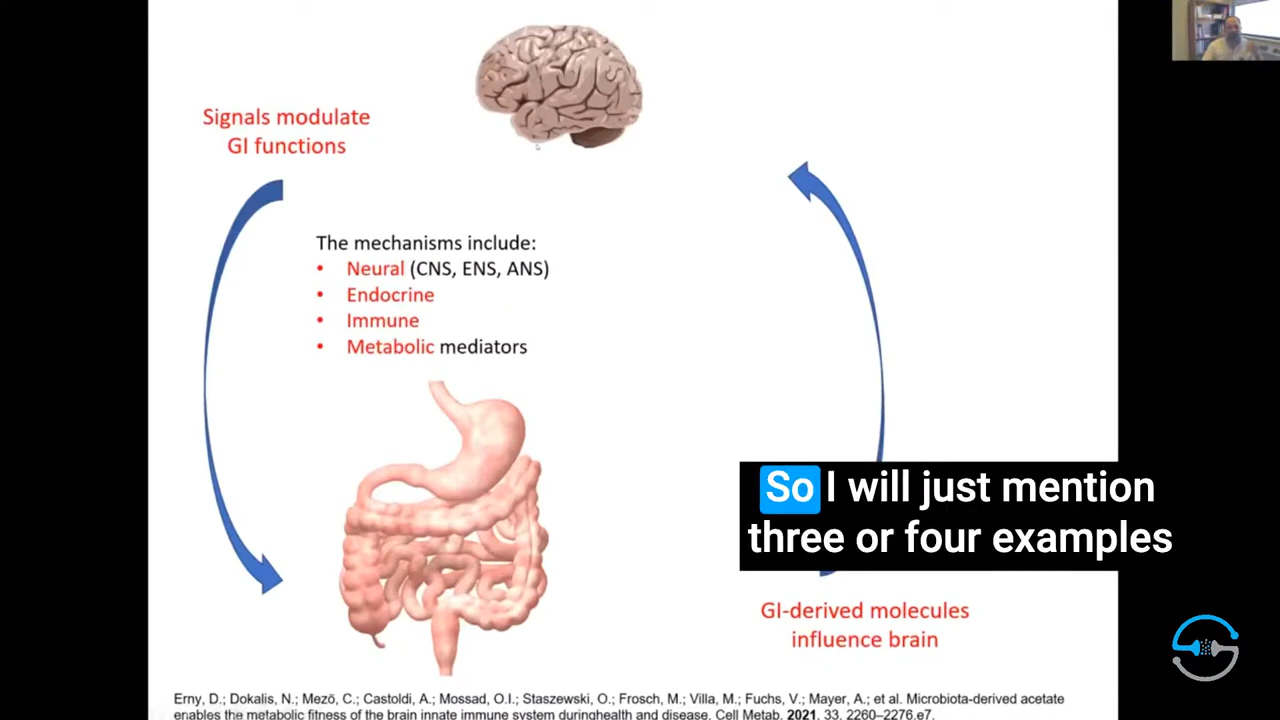 Signals modulate
GI functions
The mechanisms include:
• Neural (CNS, ENS, ANS)
• Endocrine
• Immune
• Metabolic mediators
So I will just mention
three or four examples
GI-derived molecules
influence brain
Erny, D.; Dokalis, N.; Mezö, C.; Castoldi, A.; Mossad, O.I.; Staszewski, O.; Frosch, M.; Villa, M.; Fuchs, V.; Mayer, A.; et al. Microbiota-derived acetate
enables the metabolic fitness of the brain innate immune system duringhealth and disease. Cell Metab. 2021, 33, 2260–2276.e7.